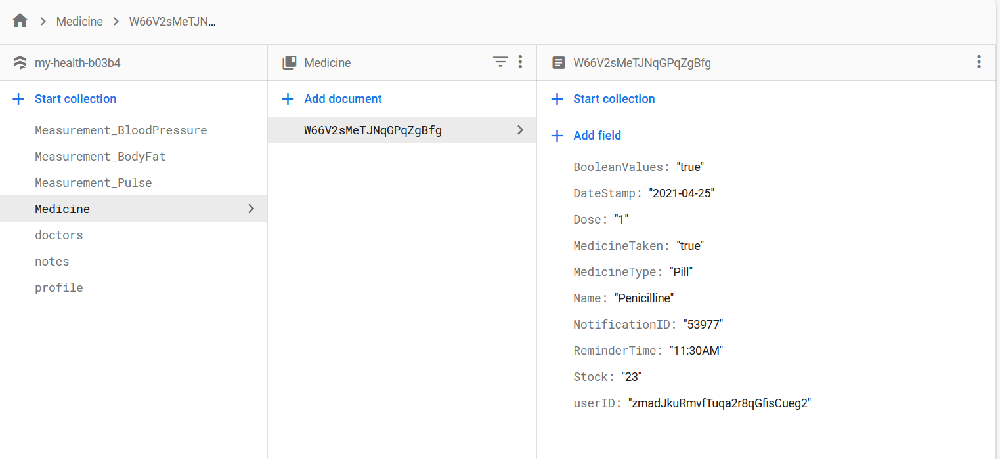 Medicine W66V2sMeTJN...
my-health-b03b4
Start collection
Measurement_BloodPressure
Measurement_BodyFat
Measurement_Pulse
Medicine
doctors
notes
profile
Medicine
Add document
W66V2sMeTJNqGPqZgBfg
W66V2sMeTJNqGPqZgBfg
Start collection
Add field
BooleanValues: "true"
DateStamp: "2021-04-25"
Dose: "1"
MedicineTaken: "true"
MedicineType: "Pill"
Name: "Penicilline"
NotificationID: "53977"
ReminderTime: "11:30AM"
Stock: "23"
userID: "zmadJkuRmvfTuqa2r8qGfisCueg2"